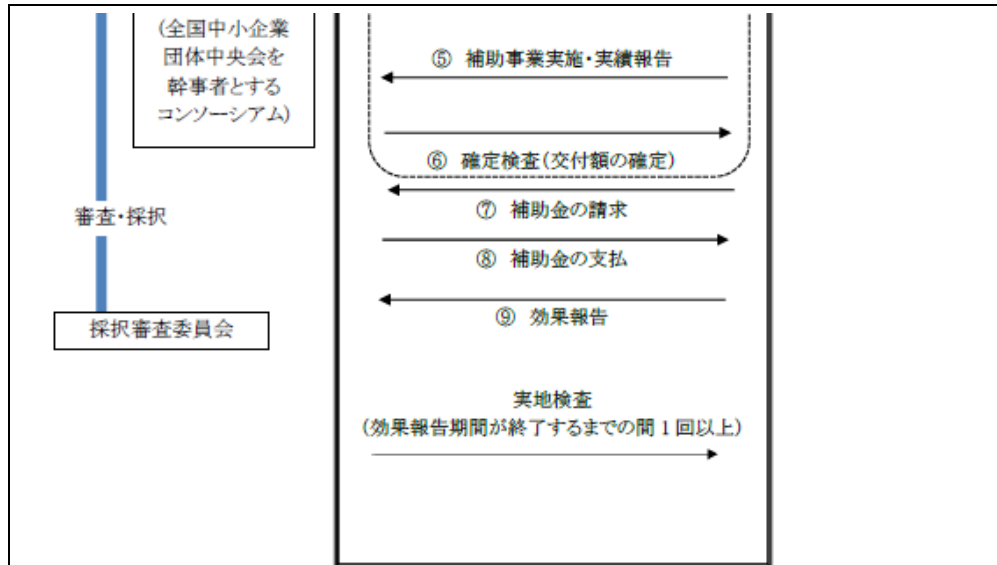 (全国中小企業
団体中央会を
幹事者とする
コンソーシアム)
⑤ 補助事業実施・実績報告
⑥ 確定検査(交付額の確定)
⑦ 補助金の請求
審査・採択
⑧ 補助金の支払
⑨ 効果報告
採択審査委員会
実地検査
(効果報告期間が終了するまでの間1回以上)